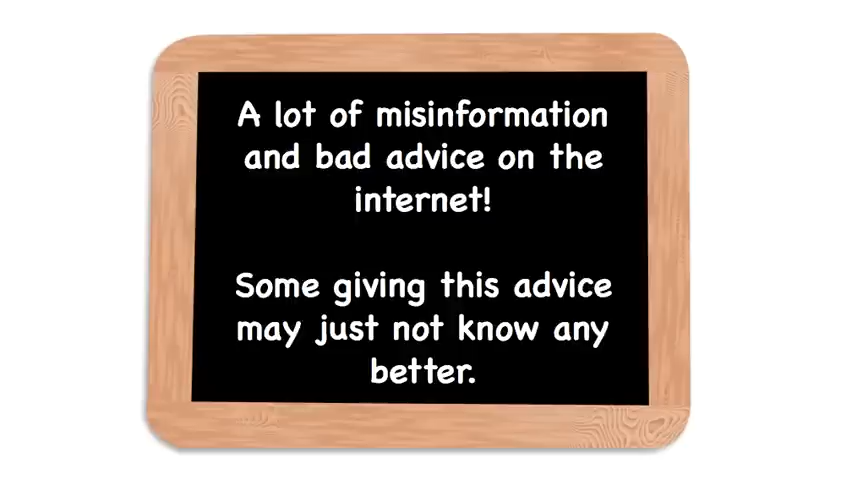 A lot of misinformation
and bad advice on the
internet!
Some giving this advice
may just not know any
better.